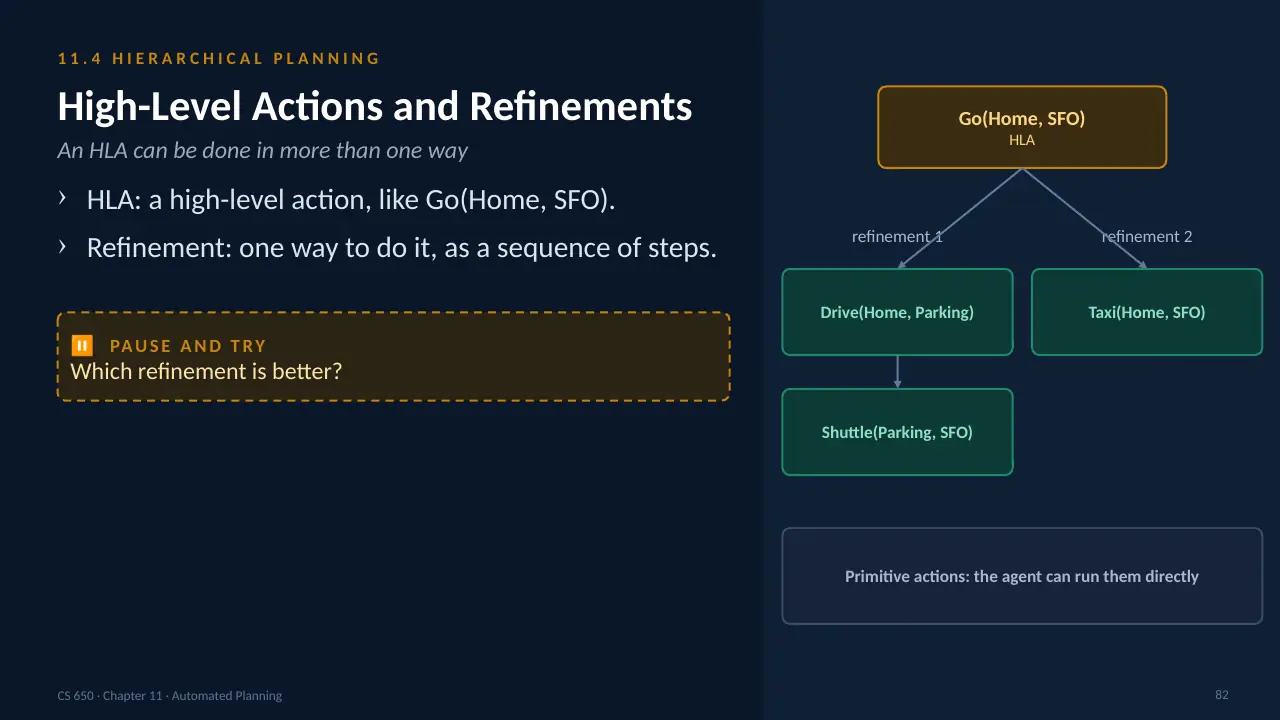 11.4 HIERARCHICAL PLANNING
High-Level Actions and Refinements
An HLA can be done in more than one way
› HLA: a high-level action, like Go(Home, SFO).
› Refinement: one way to do it, as a sequence of steps.
⏸ PAUSE AND TRY
Which refinement is better?
Go(Home, SFO)
HLA
refinement 1
refinement 2
Drive(Home, Parking)
Taxi(Home, SFO)
Shuttle(Parking, SFO)
Primitive actions: the agent can run them directly
CS 650 · Chapter 11 · Automated Planning
82